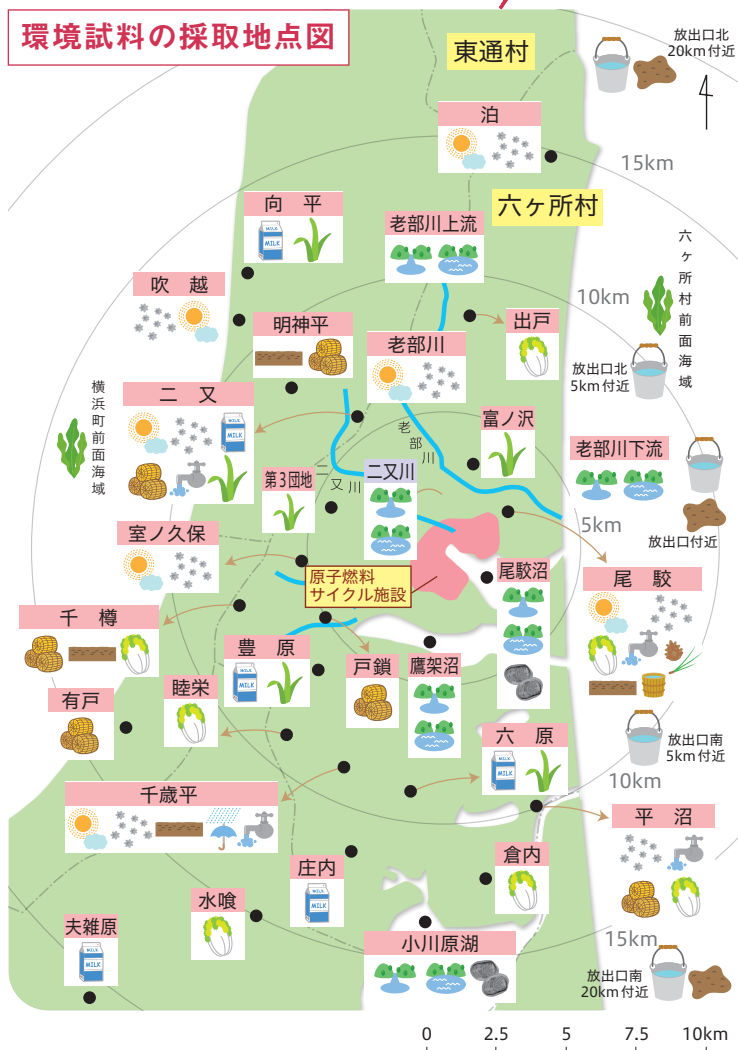 環境試料の採取地点図
放出口北
20km付近
東通村
泊
15km
六ヶ所村
向　平
MILK
老部川上流
六ヶ所村前面海域
吹　越
10km
出戸
明神平
老部川
放出口北
5km付近
二　又
MILK
横浜町前面海域
富ノ沢
老部川
老部川下流
二又川
第3団地
二又川
5km
放出口付近
室ノ久保
原子燃料
サイクル施設
尾駮沼
尾　駮
千　樽
豊　原
MILK
戸鎖
鷹架沼
睦栄
有戸
六　原
MILK
放出口南
5km付近
10km
千歳平
平　沼
庄内
MILK
倉内
水喰
夫雑原
MILK
小川原湖
15km
放出口南
20km付近
0 2.5 5 7.5 10km